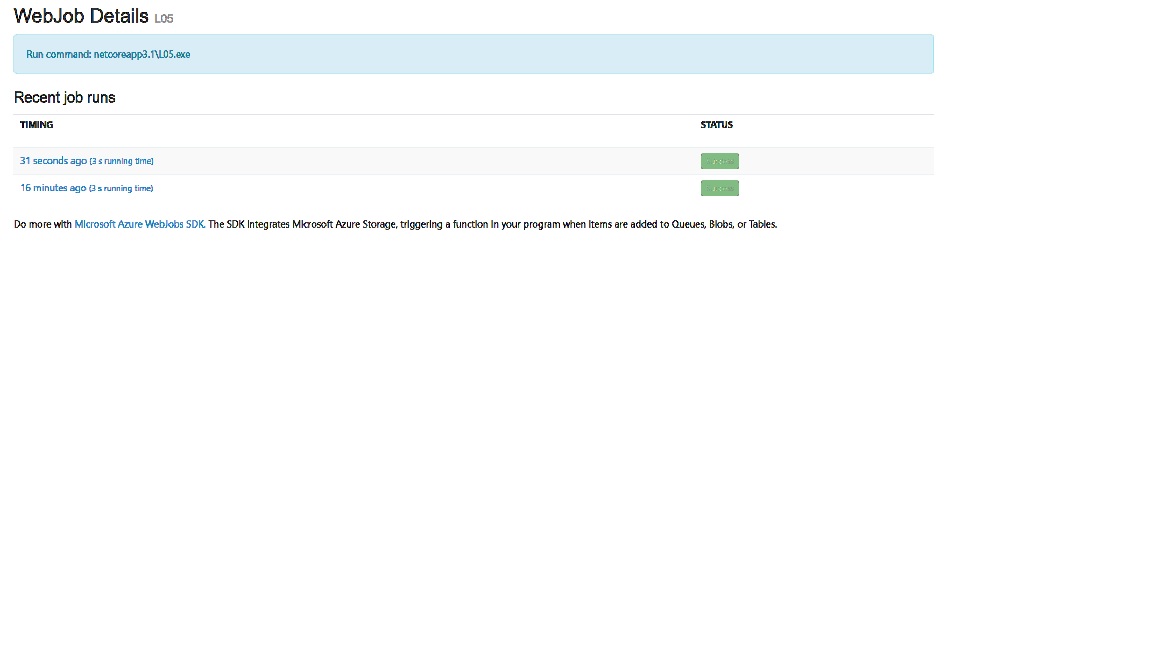 WebJob Details L05
Run command: netcoreapp3.1\L05.exe
Recent job runs
TIMING STATUS
31 seconds ago (3 s running time)
16 minutes ago (3 s running time)
Do more with Microsoft Azure WebJobs SDK. The SDK integrates Microsoft Azure Storage, triggering a function in your program when items are added to Queues, Blobs, or Tables.